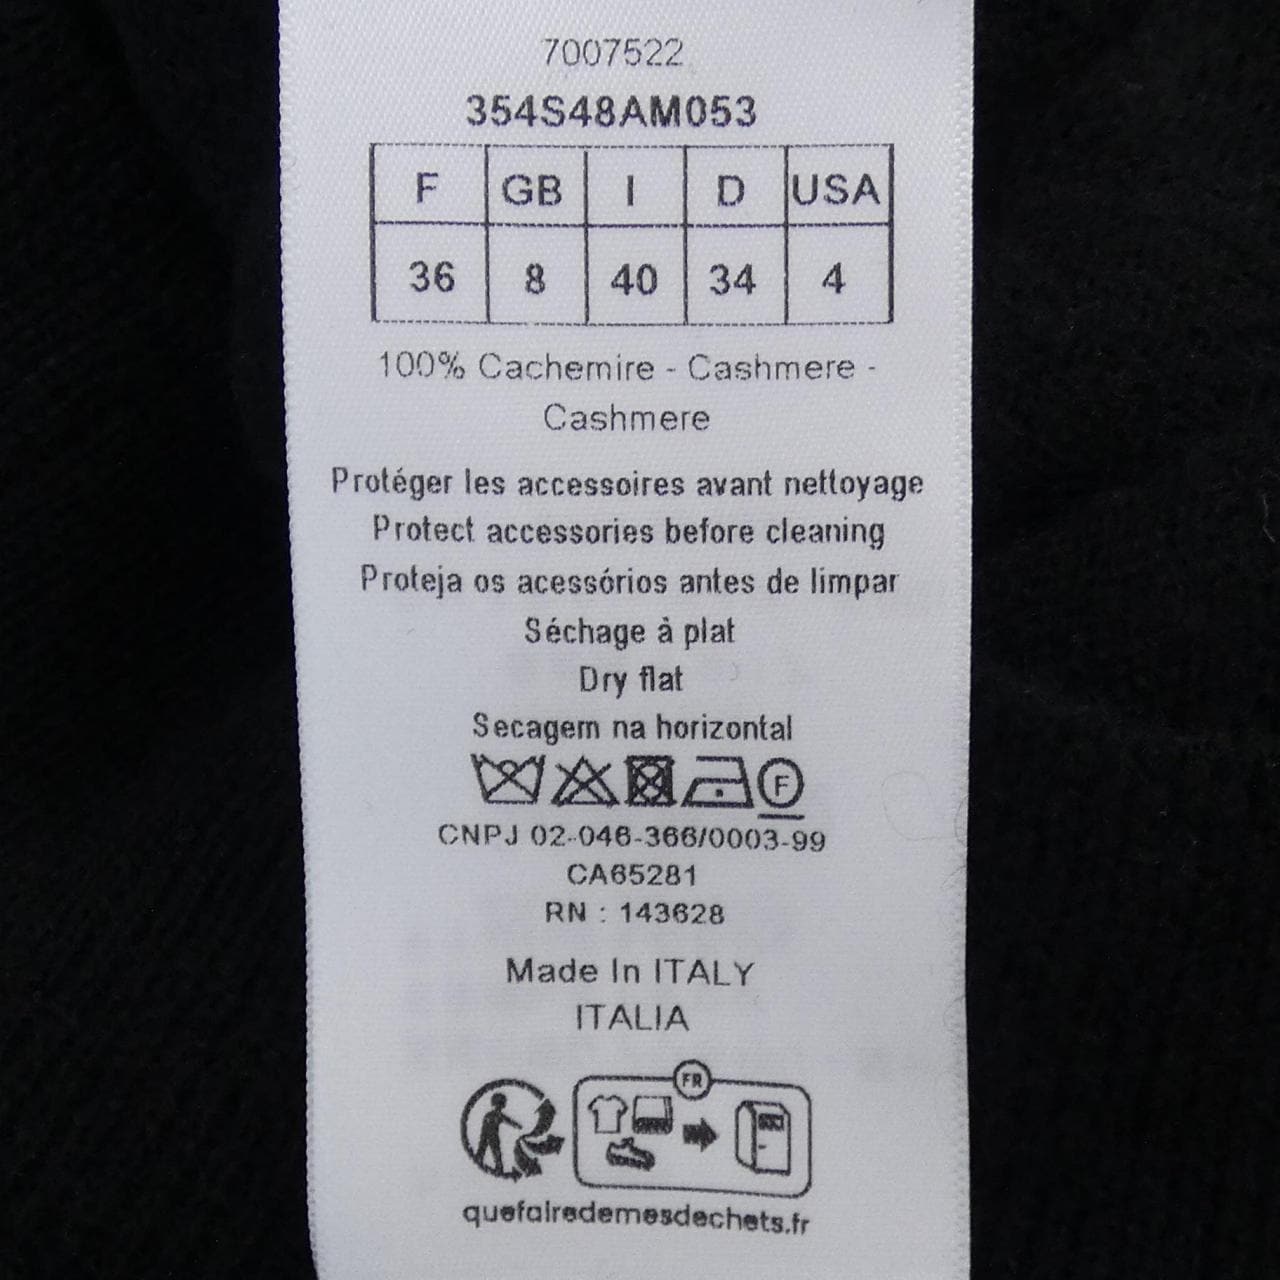 7007522
354S48AM053
F GB I D USA
36 8 40 34 4
100% Cachemire - Cashmere -
Cashmere
Protéger les accessoires avant nettoyage
Protect accessories before cleaning
Proteja os acessórios antes de limpar
Séchage à plat
Dry flat
Secagem na horizontal
F
CNPJ 02-046-366/0003-99
CA65281
RN : 143628
Made In ITALY
ITALIA
FR
quefairedemesdechets.fr